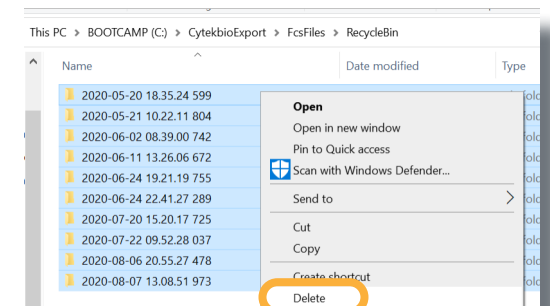 This PC > BOOTCAMP (C:) > CytekbioExport > FcsFiles > RecycleBin
Name Date modified Type
2020-05-20 18.35.24 599
2020-05-21 10.22.11 804
2020-06-02 08.39.00 742
2020-06-11 13.26.06 672
2020-06-24 19.21.19 755
2020-06-24 22.41.27 289
2020-07-20 15.20.17 725
2020-07-22 09.52.28 037
2020-08-06 20.55.27 478
2020-08-07 13.08.51 973
Open
Open in new window
Pin to Quick access
Scan with Windows Defender...
Send to >
Cut
Copy
Create shortcut
Delete